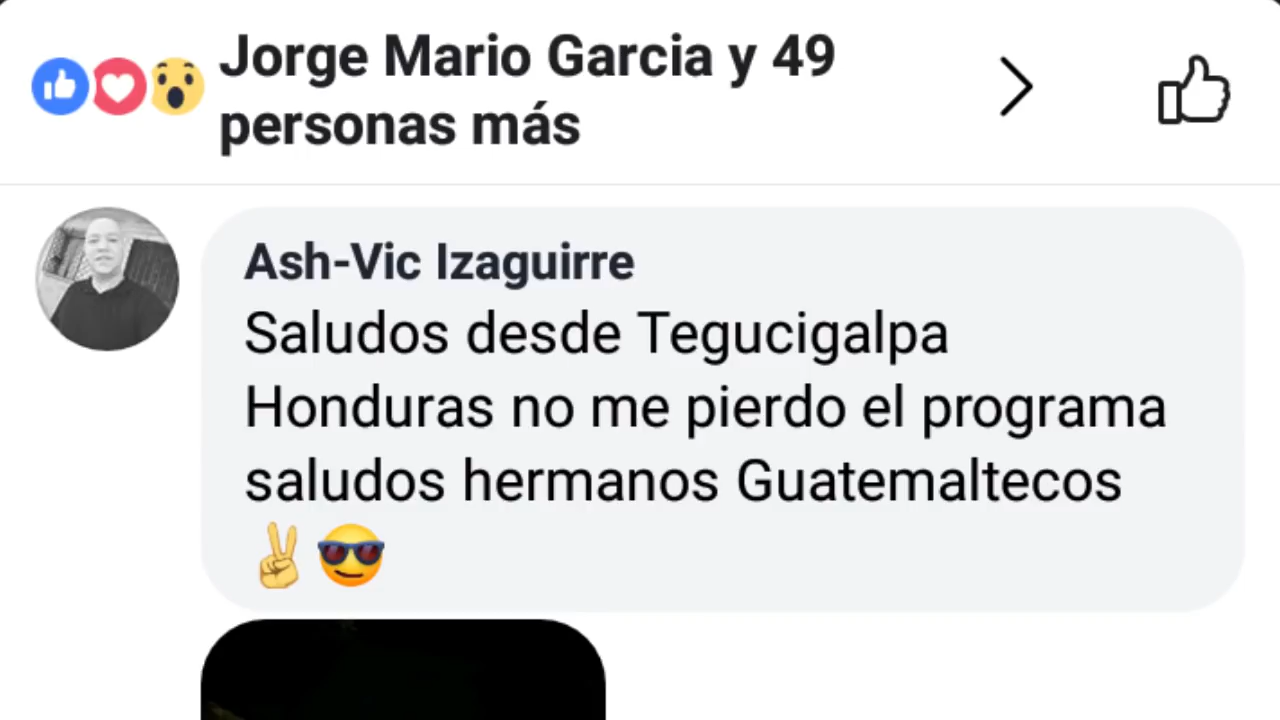 Jorge Mario Garcia y 49
personas más
Ash-Vic Izaguirre
Saludos desde Tegucigalpa
Honduras no me pierdo el programa
saludos hermanos Guatemaltecos
✌😎